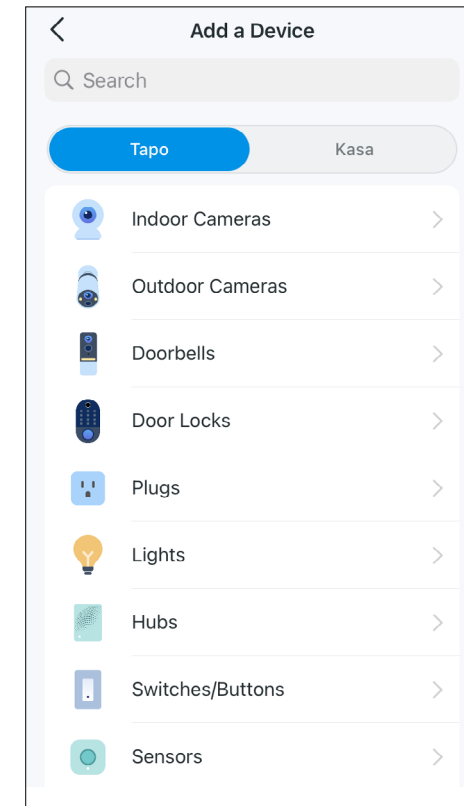 Add a Device
Search
Tapo Kasa
Indoor Cameras
Outdoor Cameras
Doorbells
Door Locks
Plugs
Lights
Hubs
Switches/Buttons
Sensors